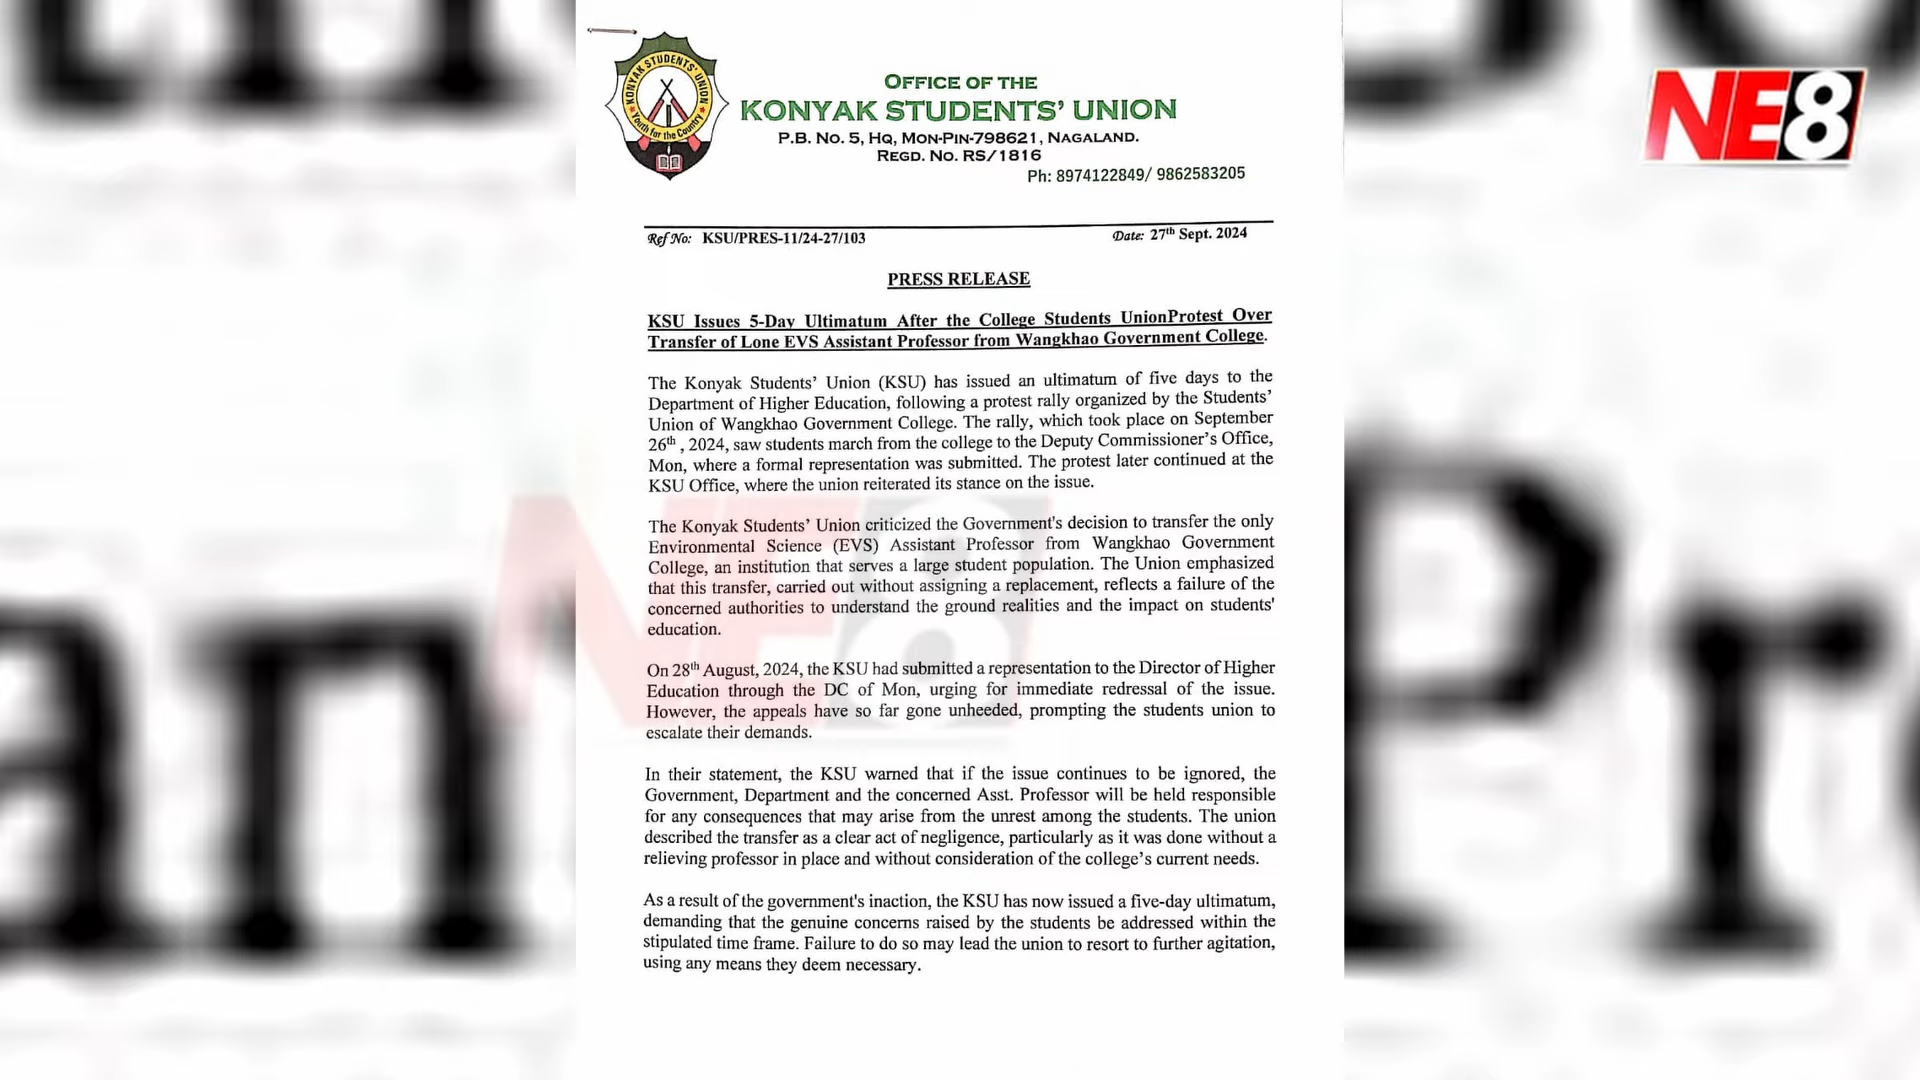 NE8
KONYAK STUDENTS' UNION
Youth for the Country
OFFICE OF THE
KONYAK STUDENTS' UNION
P.B. NO. 5, HQ, MON-PIN-798621, NAGALAND.
REGD. NO. RS/1816
Ph: 8974122849/ 9862583205
Ref No: KSU/PRES-11/24-27/103
Date: 27th Sept. 2024
PRESS RELEASE
KSU Issues 5-Day Ultimatum After the College Students UnionProtest Over
Transfer of Lone EVS Assistant Professor from Wangkhao Government College.
The Konyak Students' Union (KSU) has issued an ultimatum of five days to the
Department of Higher Education, following a protest rally organized by the Students'
Union of Wangkhao Government College. The rally, which took place on September
26th , 2024, saw students march from the college to the Deputy Commissioner's Office,
Mon, where a formal representation was submitted. The protest later continued at the
KSU Office, where the union reiterated its stance on the issue.
The Konyak Students' Union criticized the Government's decision to transfer the only
Environmental Science (EVS) Assistant Professor from Wangkhao Government
College, an institution that serves a large student population. The Union emphasized
that this transfer, carried out without assigning a replacement, reflects a failure of the
concerned authorities to understand the ground realities and the impact on students'
education.
On 28th August, 2024, the KSU had submitted a representation to the Director of Higher
Education through the DC of Mon, urging for immediate redressal of the issue.
However, the appeals have so far gone unheeded, prompting the students union to
escalate their demands.
In their statement, the KSU warned that if the issue continues to be ignored, the
Government, Department and the concerned Asst. Professor will be held responsible
for any consequences that may arise from the unrest among the students. The union
described the transfer as a clear act of negligence, particularly as it was done without a
relieving professor in place and without consideration of the college's current needs.
As a result of the government's inaction, the KSU has now issued a five-day ultimatum,
demanding that the genuine concerns raised by the students be addressed within the
stipulated time frame. Failure to do so may lead the union to resort to further agitation,
using any means they deem necessary.
NE8